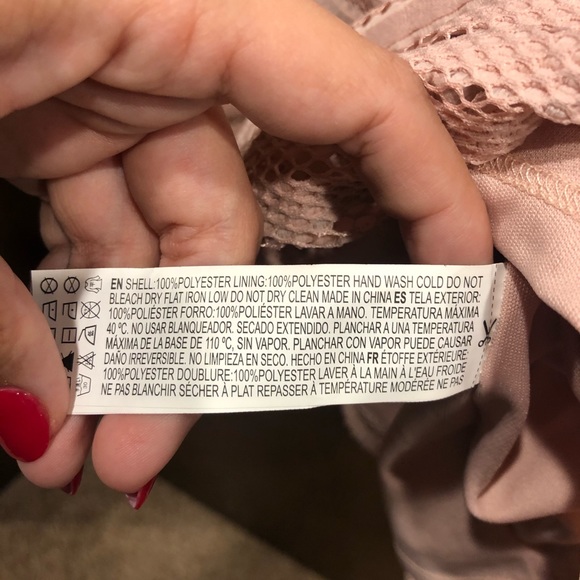 EN SHELL:100%POLYESTER LINING:100%POLYESTER HAND WASH COLD DO NOT
BLEACH DRY FLAT IRON LOW DO NOT DRY CLEAN MADE IN CHINA ES TELA EXTERIOR:
100%POLIÉSTER FORRO:100%POLIÉSTER LAVAR A MANO. TEMPERATURA MÁXIMA
40 ºC. NO USAR BLANQUEADOR. SECADO EXTENDIDO. PLANCHAR A UNA TEMPERATURA
MÁXIMA DE LA BASE DE 110 ºC, SIN VAPOR. PLANCHAR CON VAPOR PUEDE CAUSAR
DAÑO IRREVERSIBLE. NO LIMPIEZA EN SECO. HECHO EN CHINA FR ÉTOFFE EXTÉRIEURE:
100%POLYESTER DOUBLURE:100%POLYESTER LAVER À LA MAIN À L'EAU FROIDE
NE PAS BLANCHIR SÉCHER À PLAT REPASSER À TEMPÉRATURE MODÉRÉE NE PAS